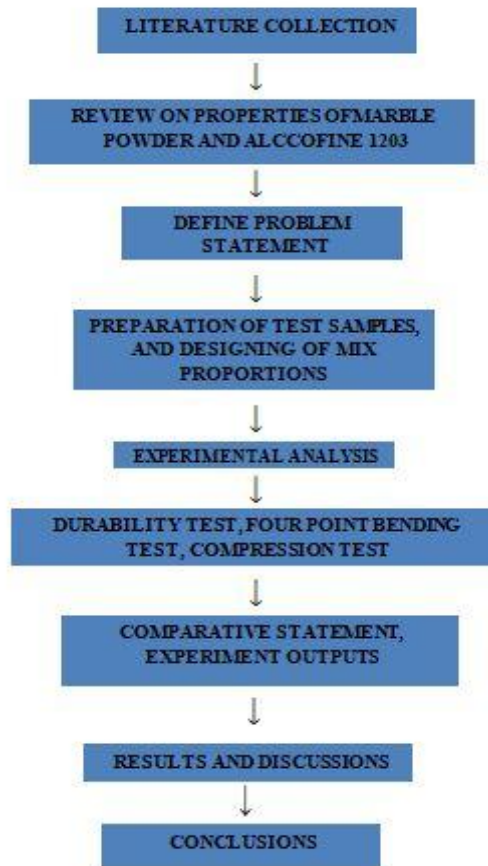 LITERATURE COLLECTION
REVIEW ON PROPERTIES OFMARBLE
POWDER AND ALCCOFINE 1203
DEFINE PROBLEM
STATEMENT
PREPARATION OF TEST SAMPLES,
AND DESIGNING OF MIX
PROPORTIONS
EXPERIMENTAL ANALYSIS
DURABILITY TEST, FOUR POINT BENDING
TEST, COMPRESSION TEST
COMPARATIVE STATEMENT,
EXPERIMENT OUTPUTS
RESULTS AND DISCUSSIONS
CONCLUSIONS